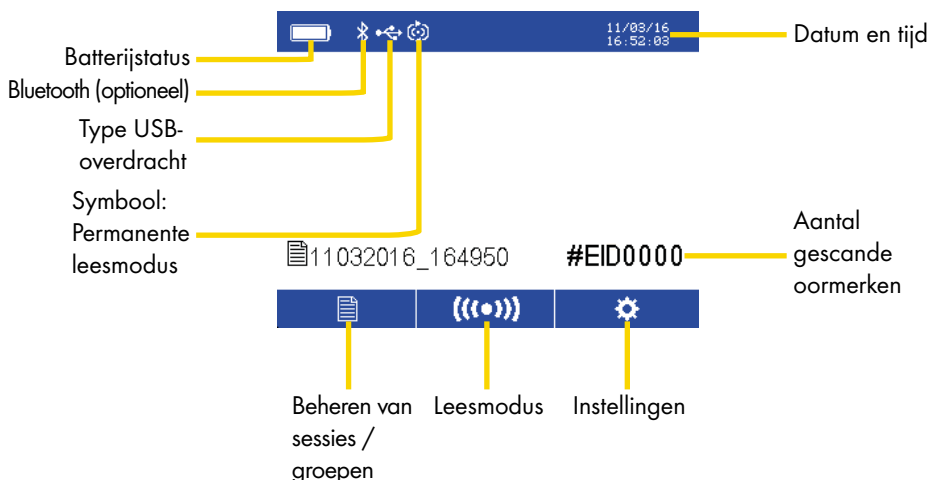 11/03/16
16:52:03
Datum en tijd
Batterijstatus
Bluetooth (optioneel)
Type USB-
overdracht
Symbool:
Permanente
leesmodus
11032016_164950
#EID0000
Aantal
gescande
oormerken
Beheren van
sessies /
groepen
Leesmodus
Instellingen